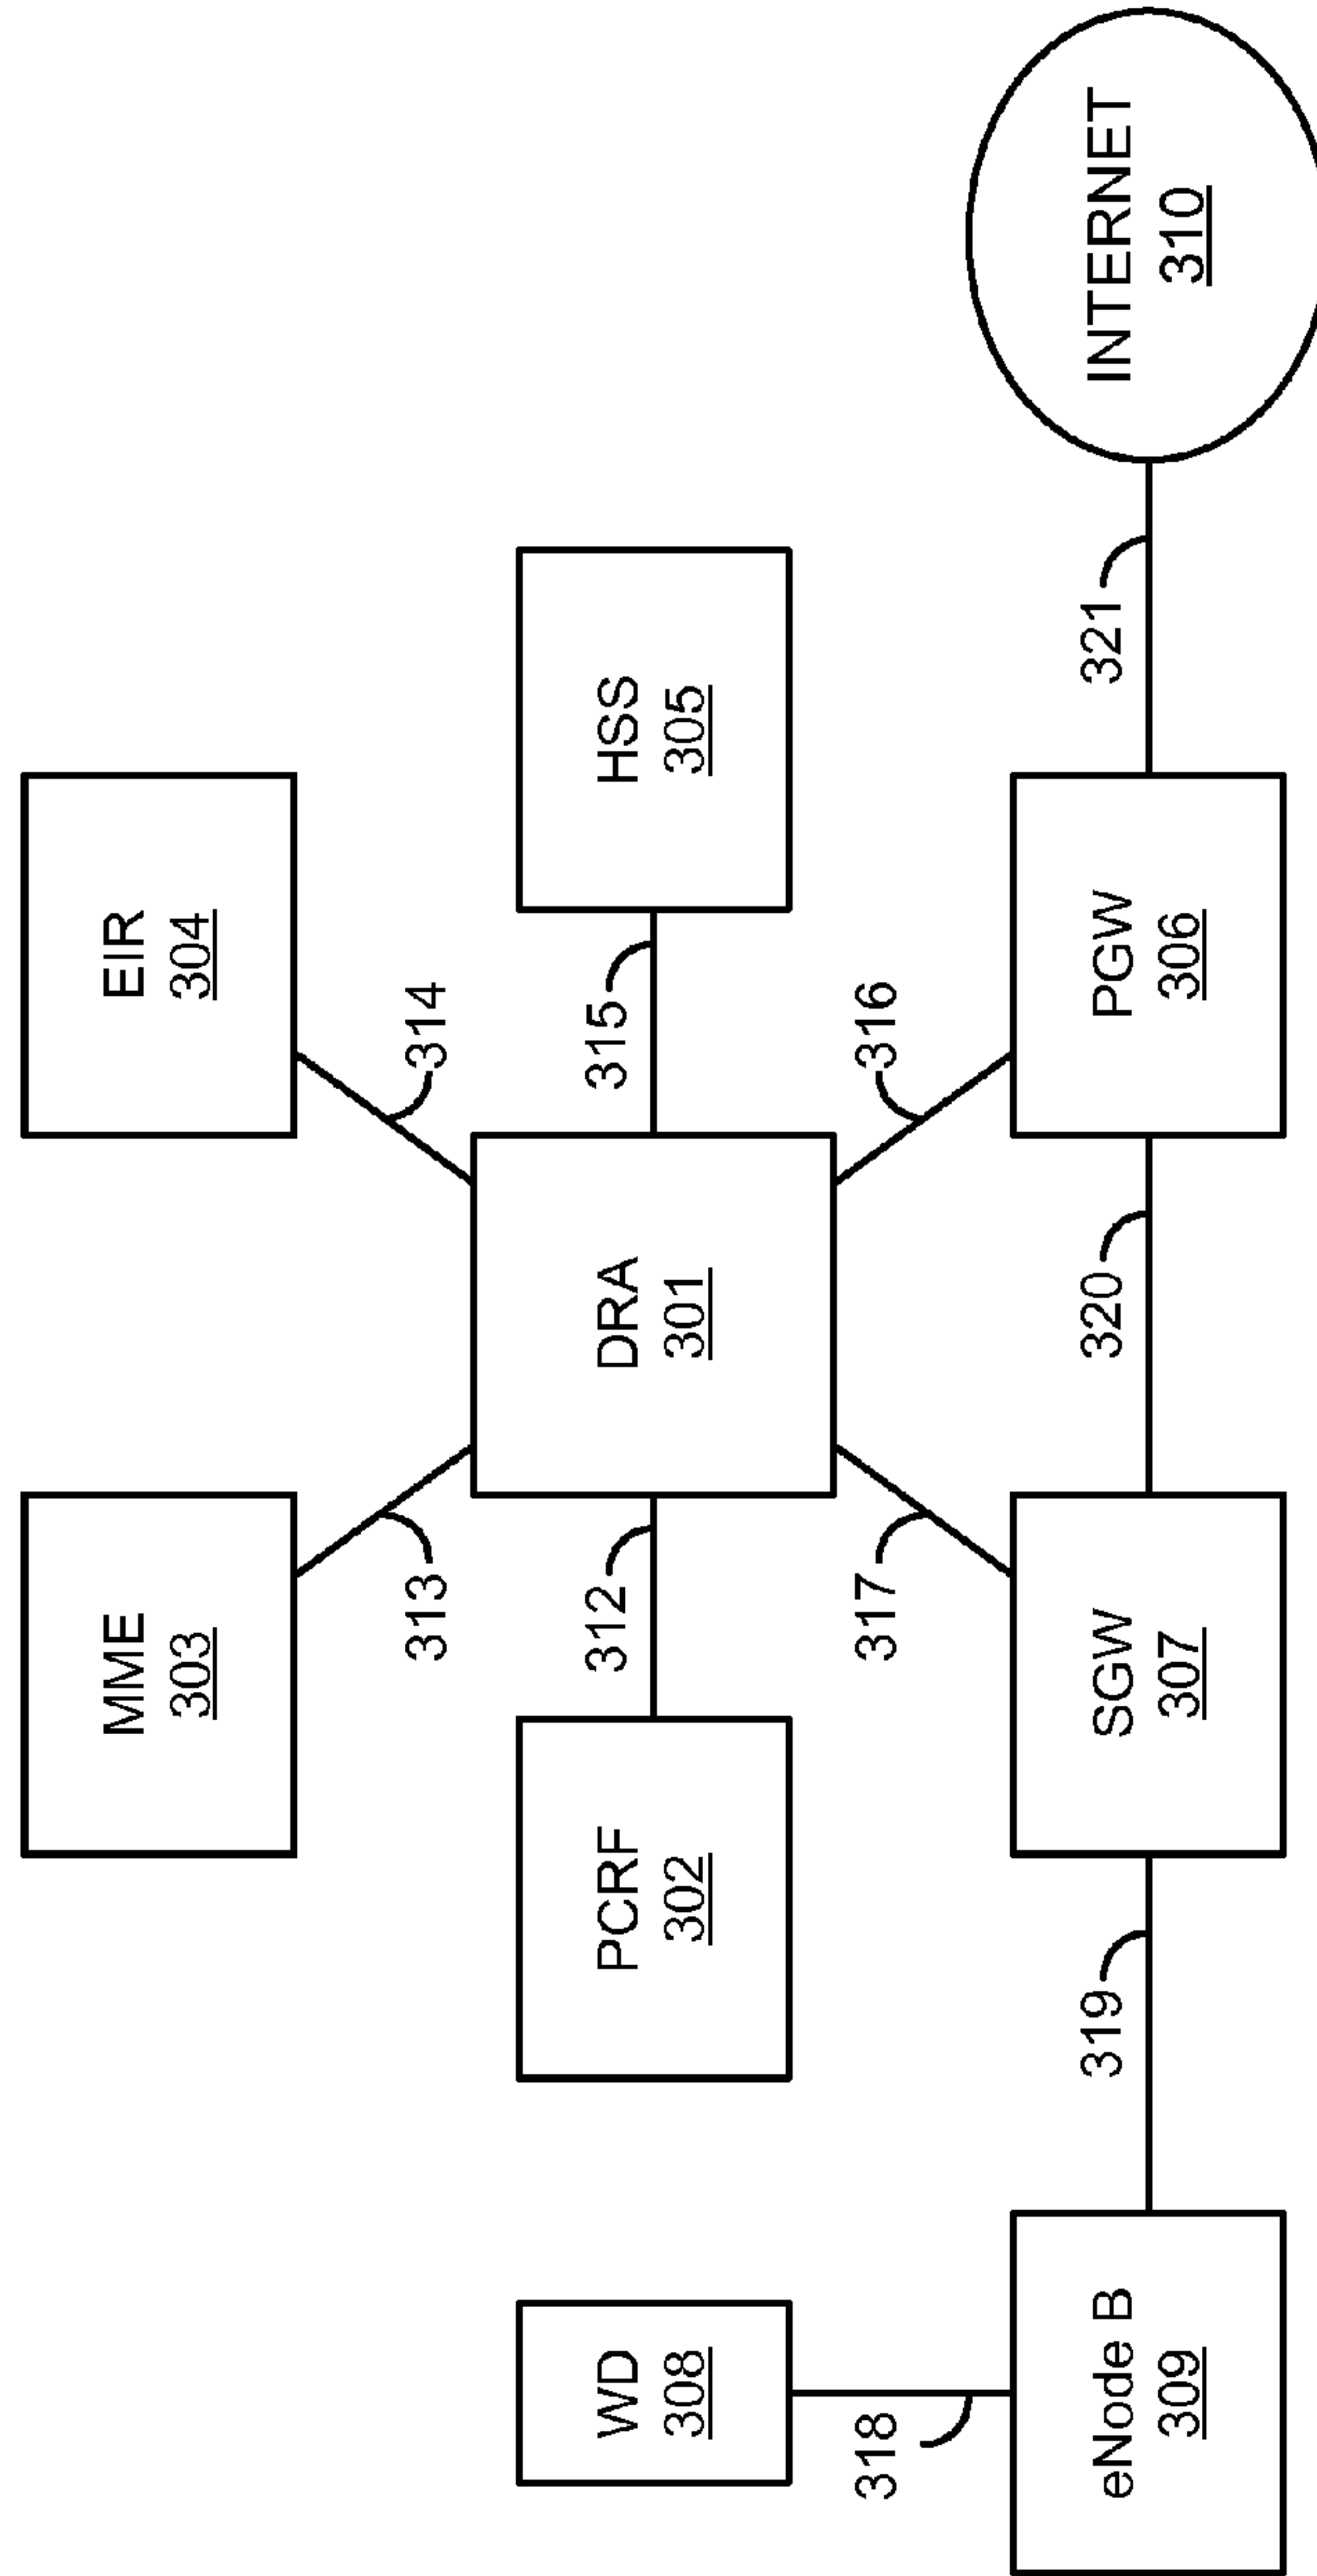 MME
303
EIR
304
313
314
WD
308
PCRF
302
312
DRA
301
315
HSS
305
318
317
316
eNode B
309
319
SGW
307
320
PGW
306
321
INTERNET
310